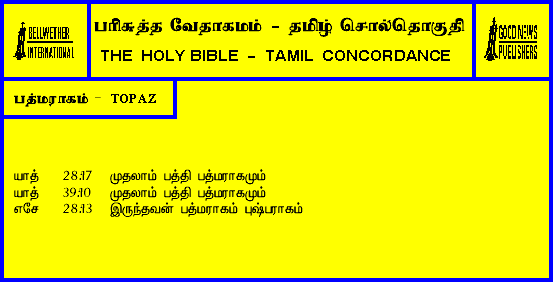 BELLWETHER
INTERNATIONAL
பரிசுத்த வேதாகமம் - தமிழ் சொல்தொகுதி
THE HOLY BIBLE - TAMIL CONCORDANCE
GOOD NEWS
PUBLISHERS
பத்மராகம் - TOPAZ
யாத் 28:17 முதலாம் பத்தி பத்மராகமும்
யாத் 39:10 முதலாம் பத்தி பத்மராகமும்
எசே 28:13 இருந்தவன் பத்மராகம் புஷ்பராகம்